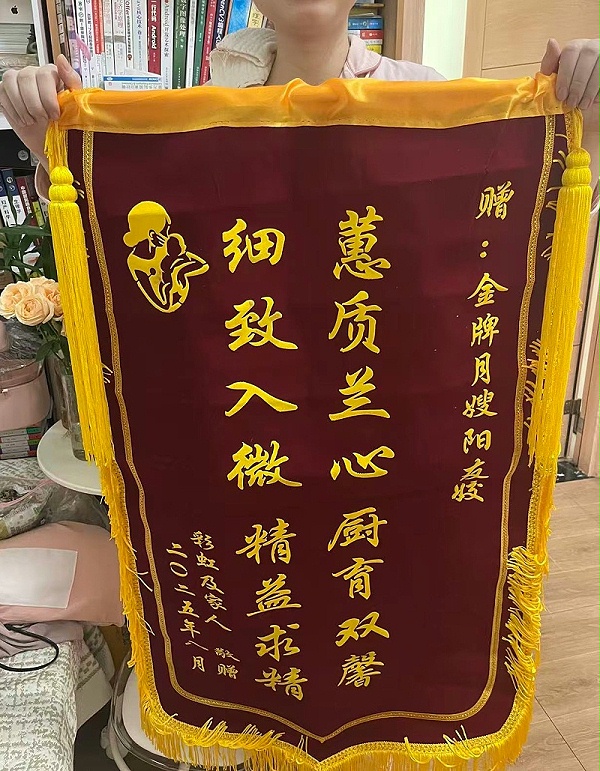 赠：金牌月嫂阳姣
蕙质兰心 厨育双馨
细致入微 精益求精
彩虹及家人 敬赠
二〇二五年八月